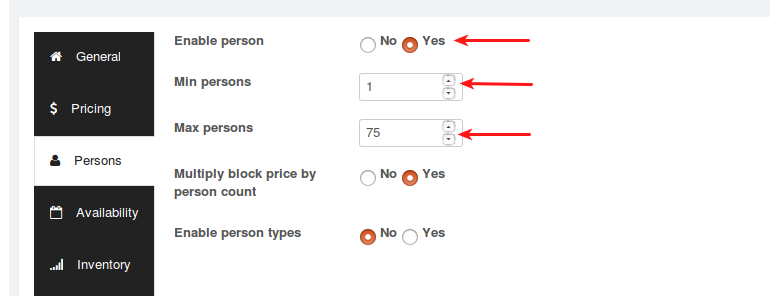 General
$ Pricing
Persons
Availability
Inventory
Enable person
No Yes
Min persons
1
Max persons
75
Multiply block price by
person count
No Yes
Enable person types
No Yes